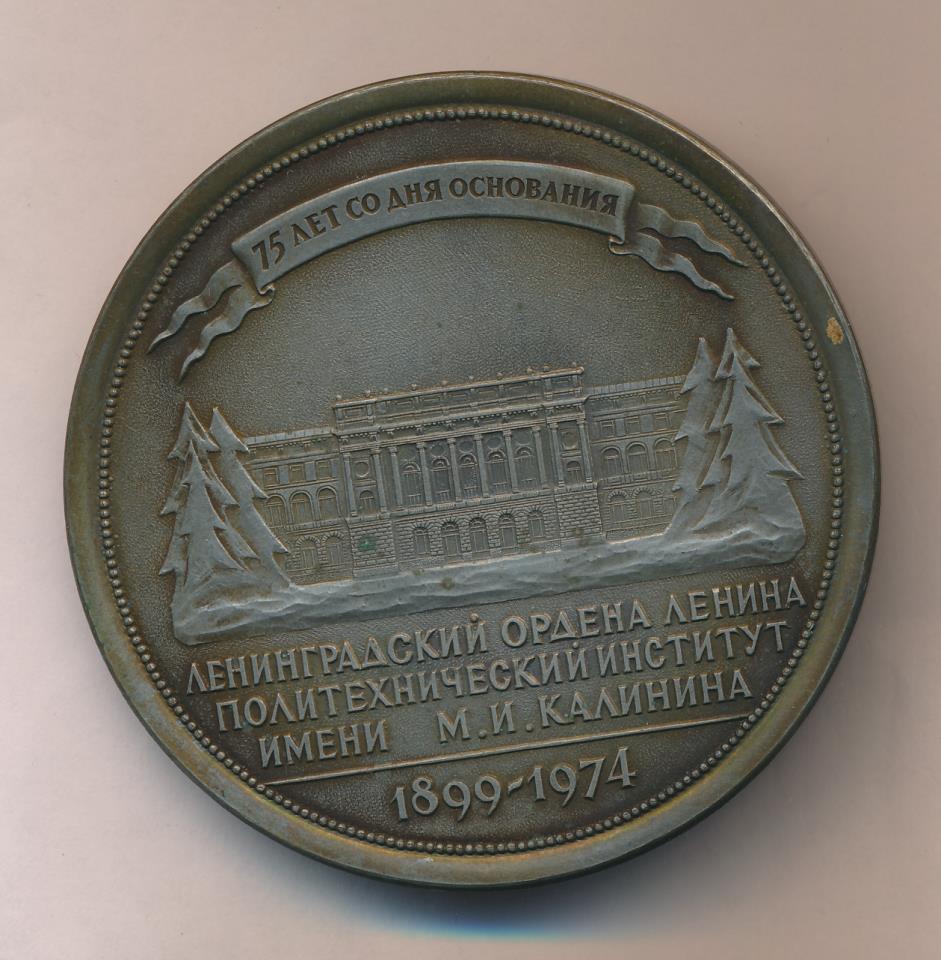 75 ЛЕТ СО ДНЯ ОСНОВАНИЯ
ЛЕНИНГРАДСКИЙ ОРДЕНА ЛЕНИНА
ПОЛИТЕХНИЧЕСКИЙ ИНСТИТУТ
ИМЕНИ М.И.КАЛИНИНА
1899-1974